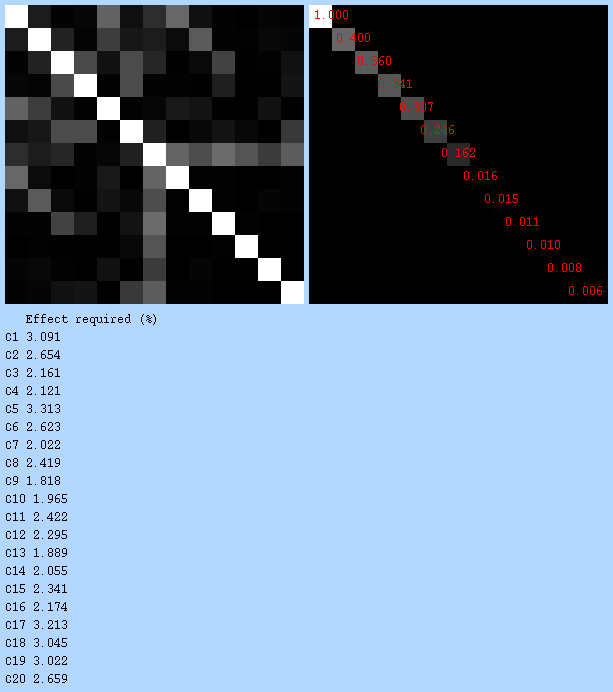 1.000
0.400
0.360
0.341
0.307
0.246
0.162
0.016
0.015
0.011
0.010
0.008
0.006
Effect required (%)
C1 3.091
C2 2.654
C3 2.161
C4 2.121
C5 3.313
C6 2.623
C7 2.022
C8 2.419
C9 1.818
C10 1.965
C11 2.422
C12 2.295
C13 1.889
C14 2.055
C15 2.341
C16 2.174
C17 3.213
C18 3.045
C19 3.022
C20 2.659